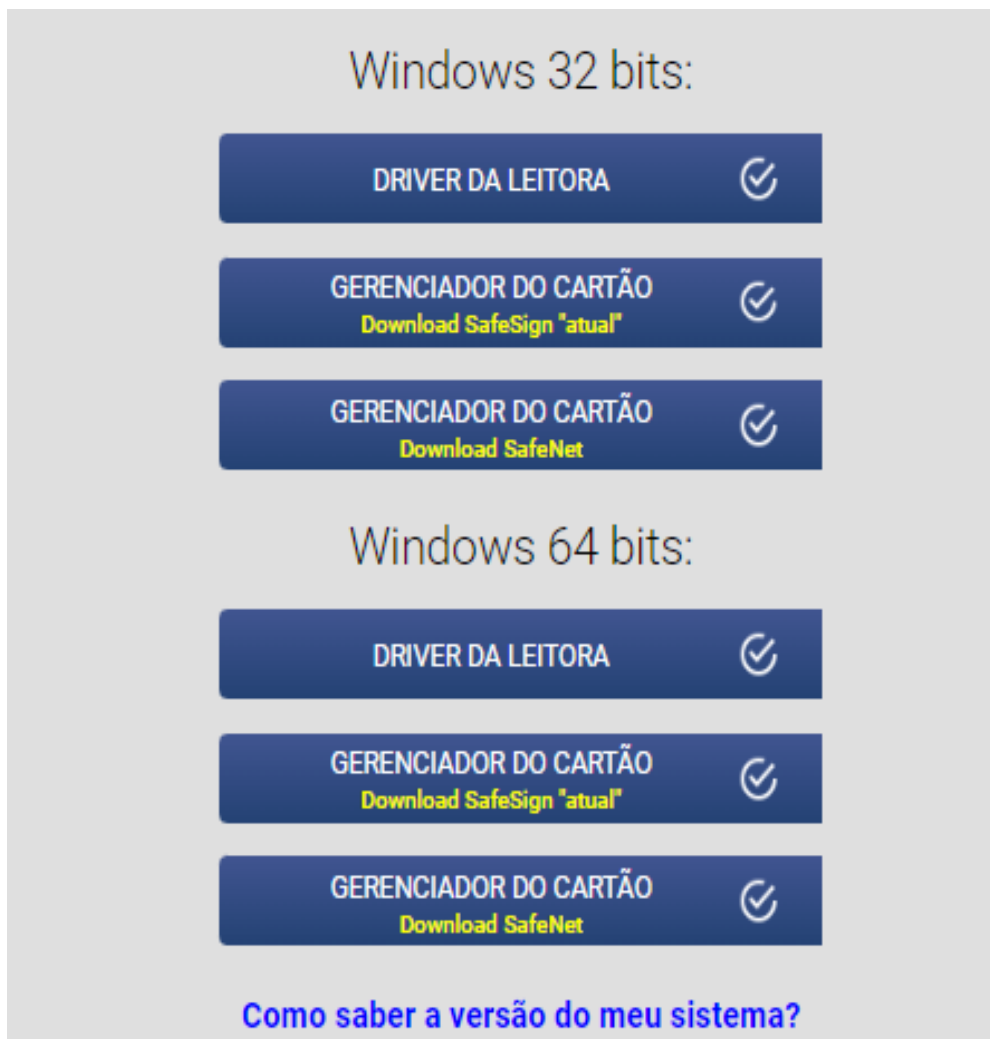 Windows 32 bits:
DRIVER DA LEITORA
GERENCIADOR DO CARTÃO
Download SafeSign "atual"
GERENCIADOR DO CARTÃO
Download SafeNet
Windows 64 bits:
DRIVER DA LEITORA
GERENCIADOR DO CARTÃO
Download SafeSign "atual"
GERENCIADOR DO CARTÃO
Download SafeNet
Como saber a versão do meu sistema?